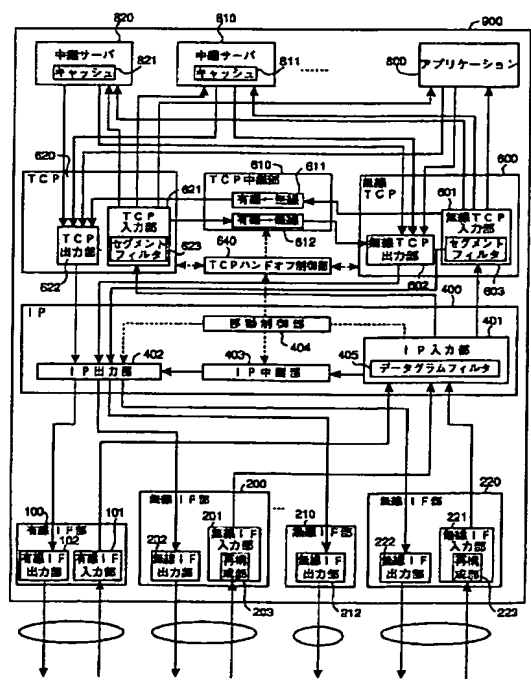 900
820
中継サーバ
キャッシュ
821
810
中継サーバ
キャッシュ
811
……
800
アプリケーション
620
TCP
621
TCP
入力部
セグメント
フィルタ
623
TCP
出力部
622
610
TCP中継部
611
612
640
TCPハンドオフ制御部
600
無線
TCP
601
無線TCP
入力部
セグメント
フィルタ
603
無線TCP
出力部
602
400
IP
移動制御部
404
402
IP出力部
403
IP中継部
401
IP入力部
405
データグラムフィルタ
100
有線IF部
102
101
有線IF
出力部
有線IF
入力部
200
無線IF部
202
無線IF
出力部
201
無線IF
入力部
再構
成部
203
210
無線IF部
無線IF
出力部
212
220
無線IF部
222
無線IF
出力部
221
無線IF
入力部
再構
成部
223